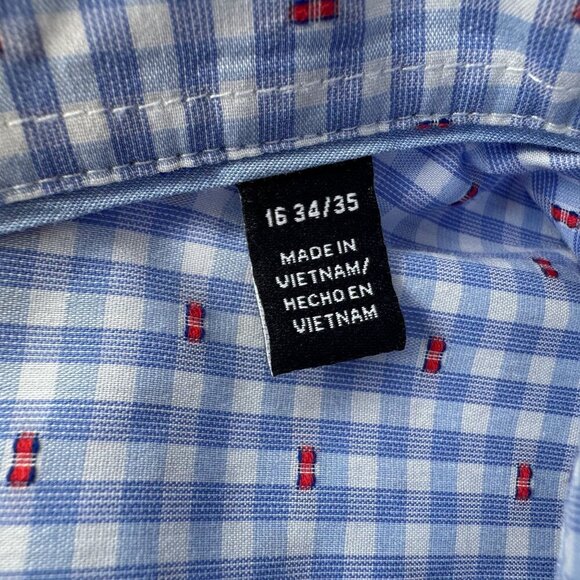 16 34/35
MADE IN
VIETNAM/
HECHO EN
VIETNAM